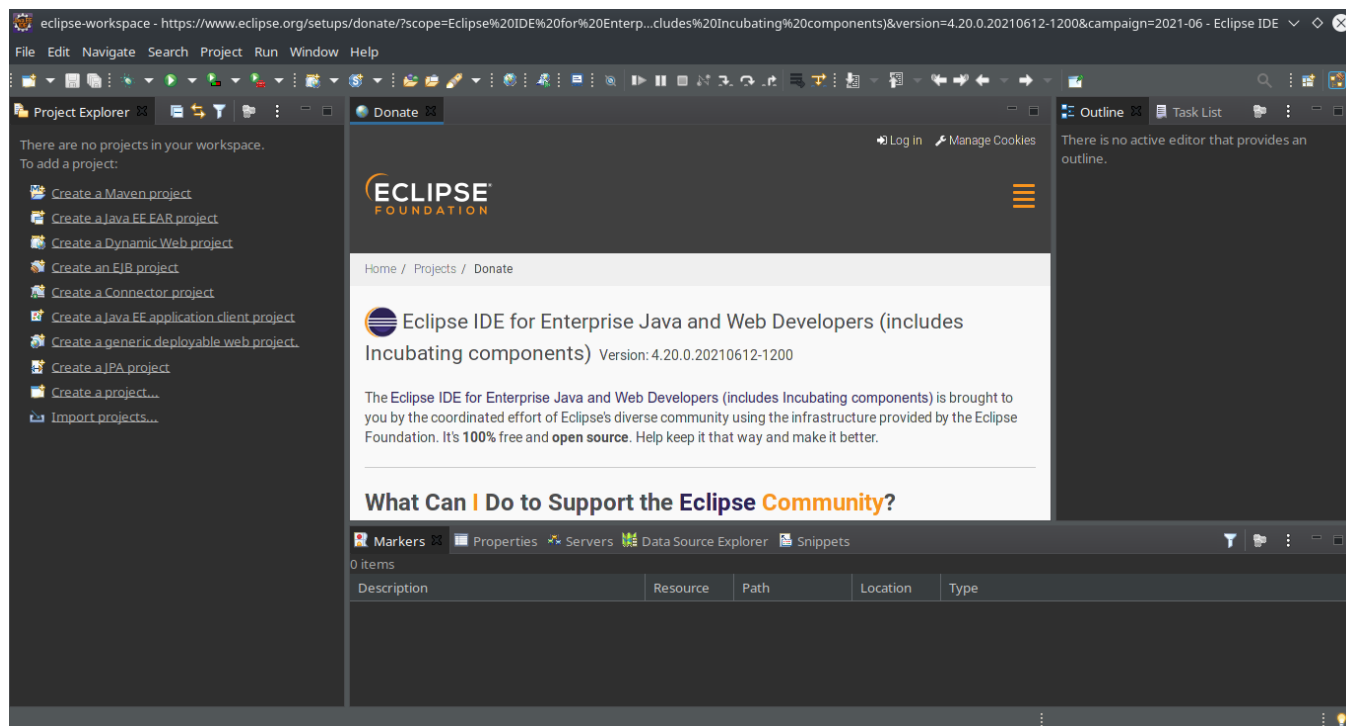 eclipse-workspace - https://www.eclipse.org/setups/donate/?scope=Eclipse%20IDE%20for%20Enterp...cludes%20Incubating%20components)&version=4.20.0.20210612-1200&campaign=2021-06 - Eclipse IDE
File Edit Navigate Search Project Run Window Help
Project Explorer
There are no projects in your workspace.
To add a project:
Create a Maven project
Create a Java EE EAR project
Create a Dynamic Web project
Create an EJB project
Create a Connector project
Create a Java EE application client project
Create a generic deployable web project.
Create a JPA project
Create a project...
Import projects...
Donate
Log in Manage Cookies
ECLIPSE
FOUNDATION
Home / Projects / Donate
Eclipse IDE for Enterprise Java and Web Developers (includes
Incubating components) Version: 4.20.0.20210612-1200
The Eclipse IDE for Enterprise Java and Web Developers (includes Incubating components) is brought to
you by the coordinated effort of Eclipse's diverse community using the infrastructure provided by the Eclipse
Foundation. It's 100% free and open source. Help keep it that way and make it better.
What Can I Do to Support the Eclipse Community?
Outline Task List
There is no active editor that provides an
outline.
Markers Properties Servers Data Source Explorer Snippets
0 items
Description Resource Path Location Type